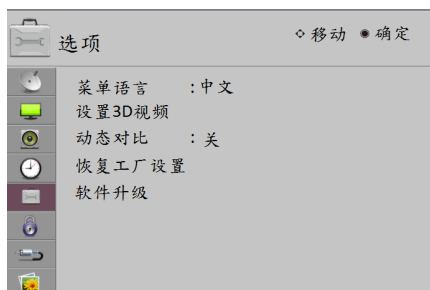 选项 移动 确定
菜单语言 :中文
设置3D视频
动态对比 :关
恢复工厂设置
软件升级